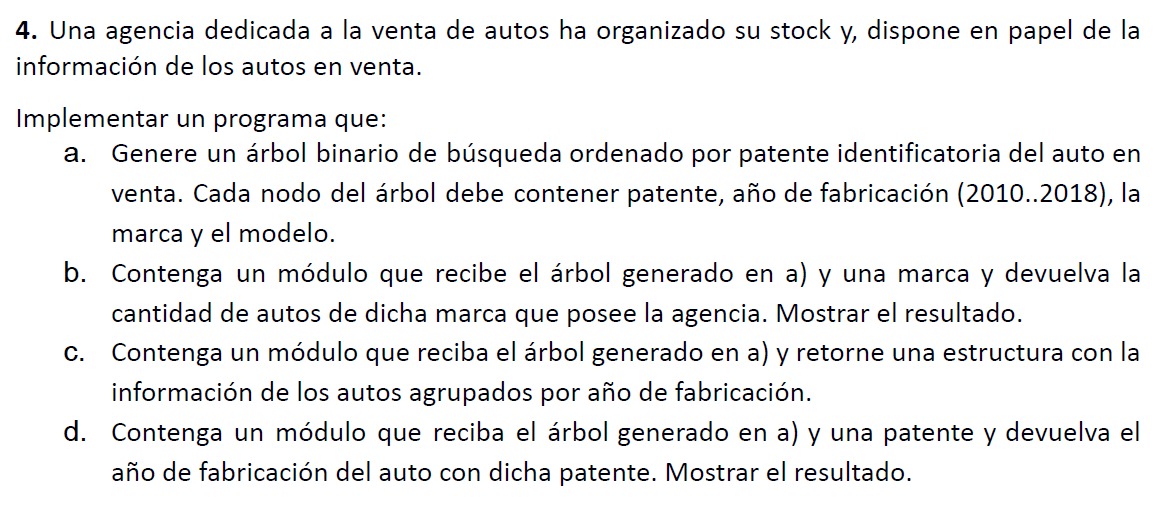 4. Una agencia dedicada a la venta de autos ha organizado su stock y, dispone en papel de la
información de los autos en venta.
Implementar un programa que:
a. Genere un árbol binario de búsqueda ordenado por patente identificatoria del auto en
venta. Cada nodo del árbol debe contener patente, año de fabricación (2010..2018), la
marca y el modelo.
b. Contenga un módulo que recibe el árbol generado en a) y una marca y devuelva la
cantidad de autos de dicha marca que posee la agencia. Mostrar el resultado.
c. Contenga un módulo que reciba el árbol generado en a) y retorne una estructura con la
información de los autos agrupados por año de fabricación.
d. Contenga un módulo que reciba el árbol generado en a) y una patente y devuelva el
año de fabricación del auto con dicha patente. Mostrar el resultado.